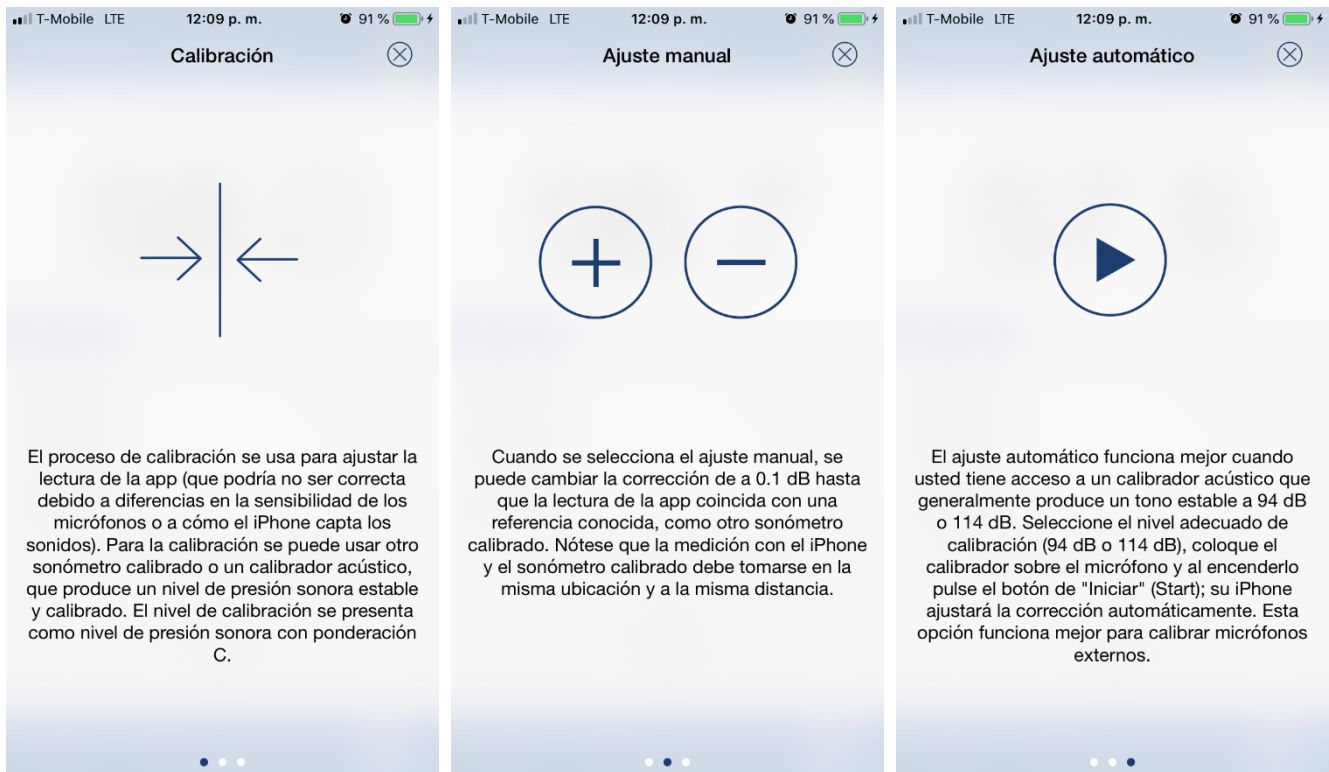 T-Mobile LTE 12:09 p. m. 91 %
Calibración
El proceso de calibración se usa para ajustar la
lectura de la app (que podría no ser correcta
debido a diferencias en la sensibilidad de los
micrófonos o a cómo el iPhone capta los
sonidos). Para la calibración se puede usar otro
sonómetro calibrado o un calibrador acústico,
que produce un nivel de presión sonora estable
y calibrado. El nivel de calibración se presenta
como nivel de presión sonora con ponderación
C.
T-Mobile LTE 12:09 p. m. 91 %
Ajuste manual
Cuando se selecciona el ajuste manual, se
puede cambiar la corrección de a 0.1 dB hasta
que la lectura de la app coincida con una
referencia conocida, como otro sonómetro
calibrado. Nótese que la medición con el iPhone
y el sonómetro calibrado debe tomarse en la
misma ubicación y a la misma distancia.
T-Mobile LTE 12:09 p. m. 91 %
Ajuste automático
El ajuste automático funciona mejor cuando
usted tiene acceso a un calibrador acústico que
generalmente produce un tono estable a 94 dB
o 114 dB. Seleccione el nivel adecuado de
calibración (94 dB o 114 dB), coloque el
calibrador sobre el micrófono y al encenderlo
pulse el botón de "Iniciar" (Start); su iPhone
ajustará la corrección automáticamente. Esta
opción funciona mejor para calibrar micrófonos
externos.